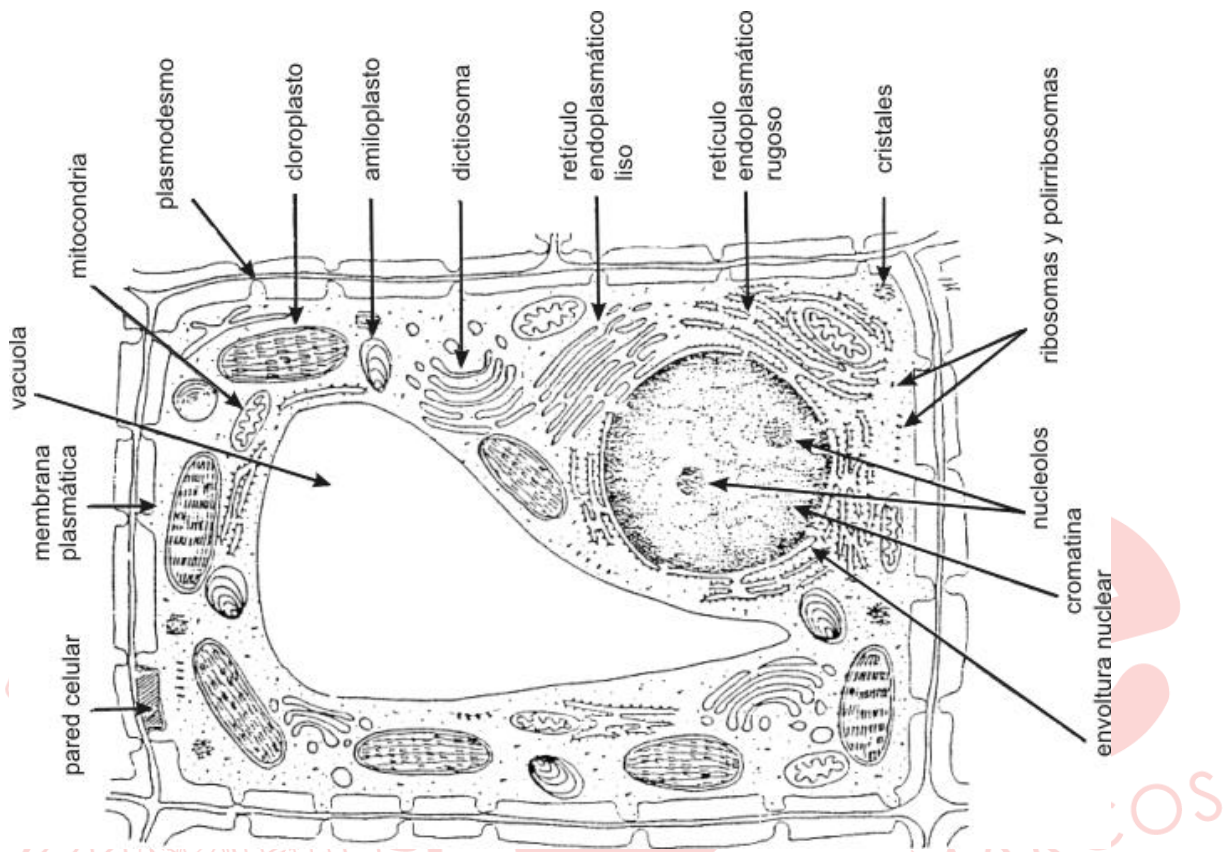 pared celular
membrana
plasmática
vacuola
mitocondria
plasmodesmo
cloroplasto
amiloplasto
dictiosoma
retículo
endoplasmático
liso
retículo
endoplasmático
rugoso
cristales
ribosomas y polirribosomas
nucleolos
cromatina
envoltura nuclear
COS